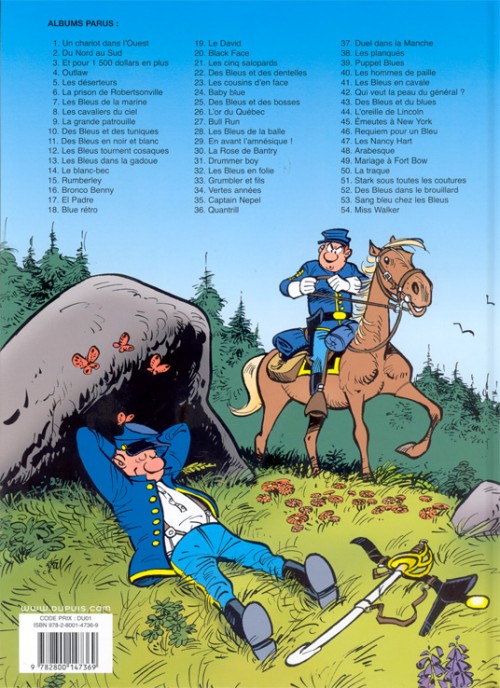 ALBUMS PARUS :
1. Un chariot dans l'Ouest
2. Du Nord au Sud
3. Et pour 1 500 dollars en plus
4. Outlaw
5. Les déserteurs
6. La prison de Robertsonville
7. Les Bleus de la marine
8. Les cavaliers du ciel
9. La grande patrouille
10. Des Bleus et des tuniques
11. Des Bleus en noir et blanc
12. Les Bleus tournent cosaques
13. Les Bleus dans la gadoue
14. Le blanc-bec
15. Rumberley
16. Bronco Benny
17. El Padre
18. Blue rétro
19. Le David
20. Black Face
21. Les cinq salopards
22. Des Bleus et des dentelles
23. Les cousins d'en face
24. Baby blue
25. Des Bleus et des bosses
26. L'or du Québec
27. Bull Run
28. Les Bleus de la balle
29. En avant l'amnésique !
30. La Rose de Bantry
31. Drummer boy
32. Les Bleus en folie
33. Grumbler et fils
34. Vertes années
35. Captain Nepel
36. Quantrill
37. Duel dans la Manche
38. Les planqués
39. Puppet Blues
40. Les hommes de paille
41. Les Bleus en cavale
42. Qui veut la peau du général ?
43. Des Bleus et du blues
44. L'oreille de Lincoln
45. Émeutes à New York
46. Requiem pour un Bleu
47. Les Nancy Hart
48. Arabesque
49. Mariage à Fort Bow
50. La traque
51. Stark sous toutes les coutures
52. Des Bleus dans le brouillard
53. Sang bleu chez les Bleus
54. Miss Walker
www.dupuis.com
CODE PRIX : DU01
ISBN 978-2-8001-4736-9
9 782800 147369